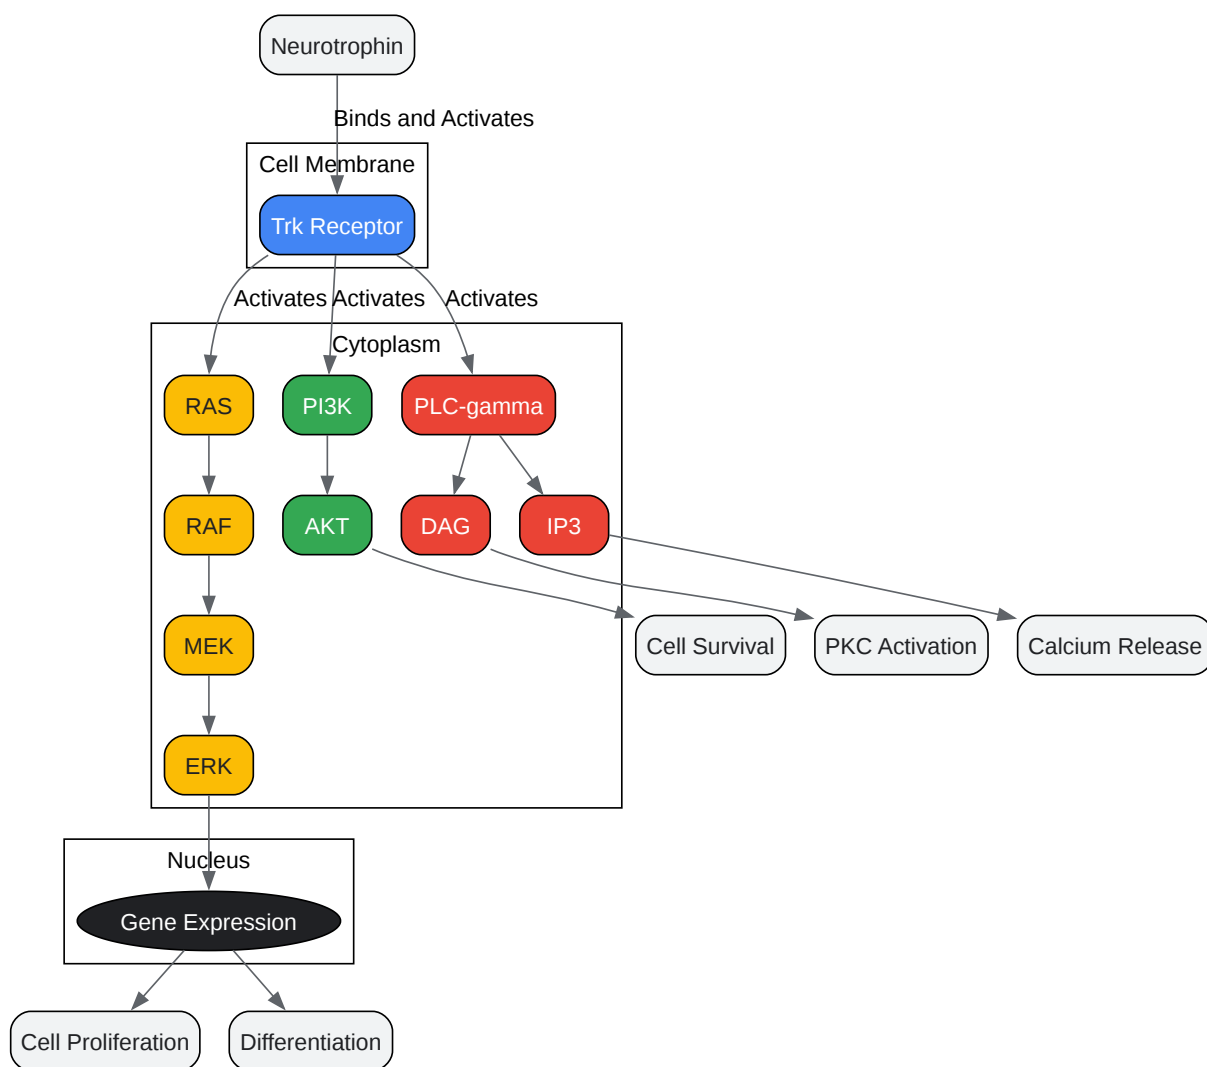 Neurotrophin
Binds and Activates
Cell Membrane
Trk Receptor
Activates
Activates
Activates
Cytoplasm
RAS
PI3K
PLC-gamma
RAF
AKT
DAG
IP3
MEK
Cell Survival
PKC Activation
Calcium Release
ERK
Nucleus
Gene Expression
Cell Proliferation
Differentiation